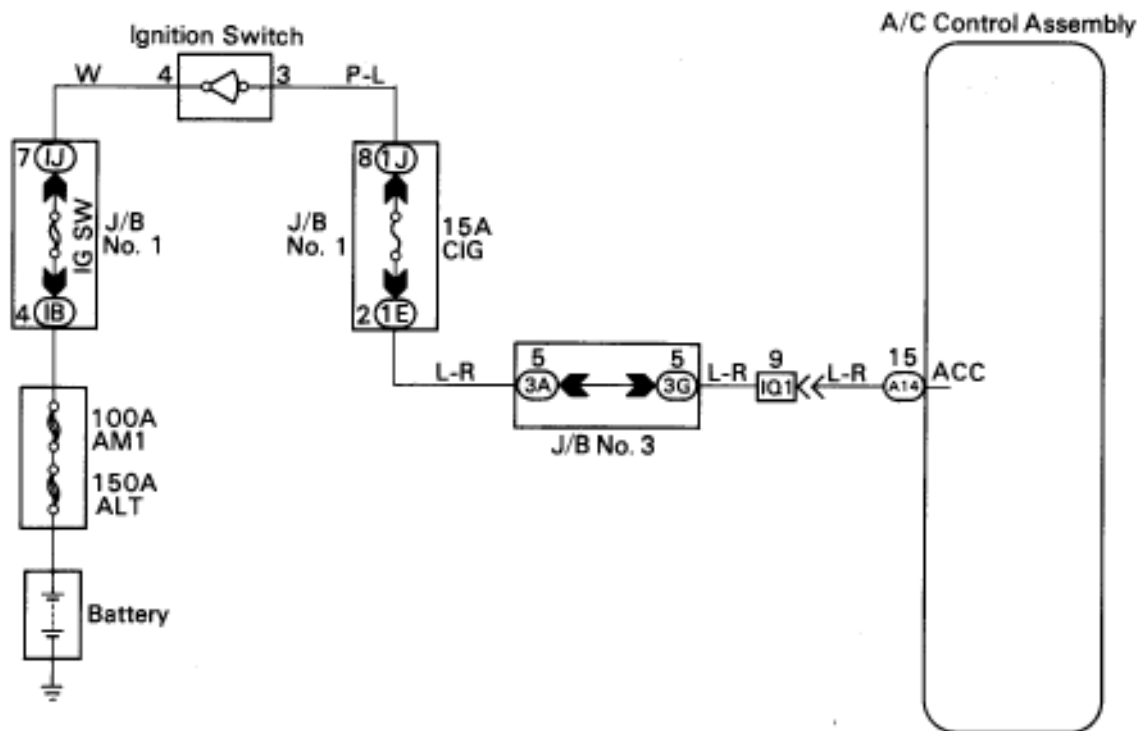 A/C Control Assembly
Ignition Switch
W
4
3
P-L
7
IJ
IG SW
J/B
No. 1
4
IB
8
1J
J/B
No. 1
15A
CIG
2
1E
L-R
5
3A
5
3G
J/B No. 3
L-R
9
IQ1
L-R
15
A14
ACC
100A
AM1
150A
ALT
Battery